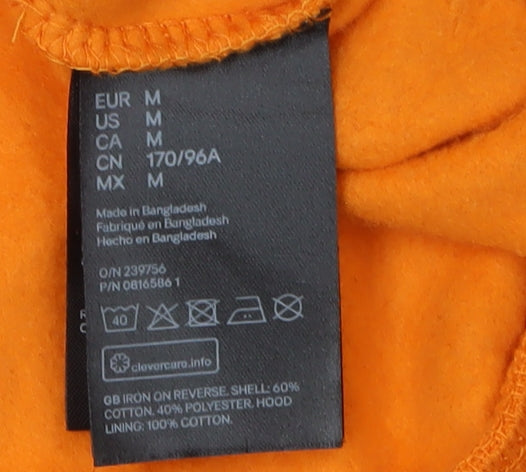 EUR M
US M
CA M
CN 170/96A
MX M
Made in Bangladesh
Fabriqué en Bangladesh
Hecho en Bangladesh
O/N 239756
P/N 0816586 1
40
clevercare.info
GB IRON ON REVERSE. SHELL: 60%
COTTON. 40% POLYESTER. HOOD
LINING: 100% COTTON.